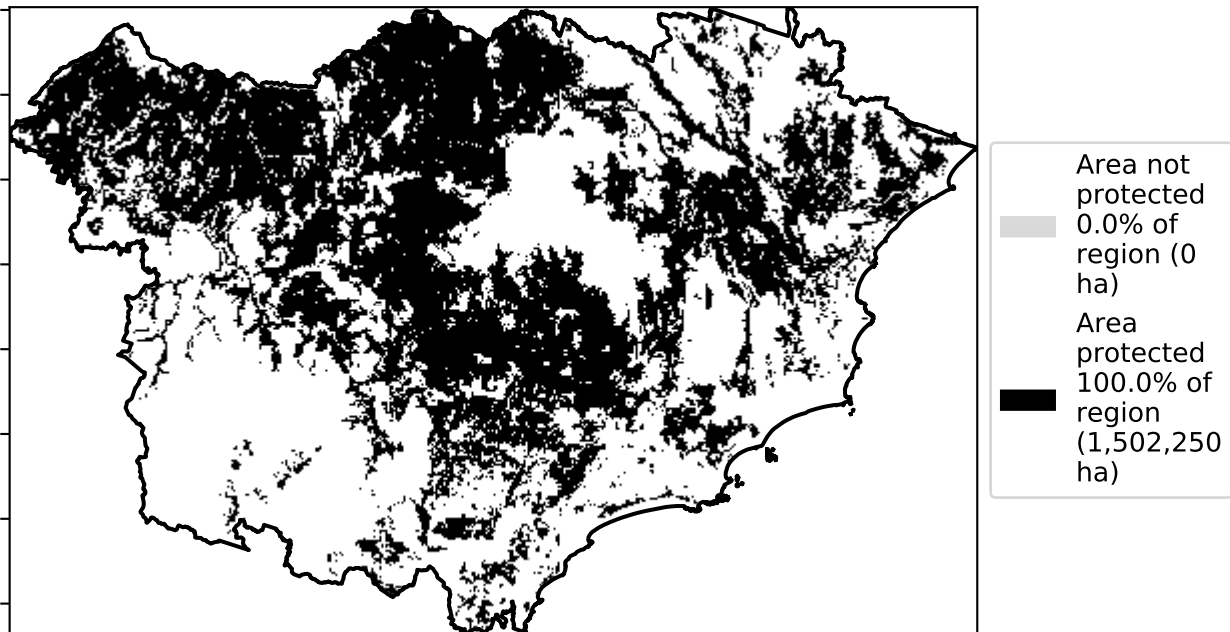 Area not
protected
0.0% of
region (0
ha)
Area
protected
100.0% of
region
(1,502,250
ha)